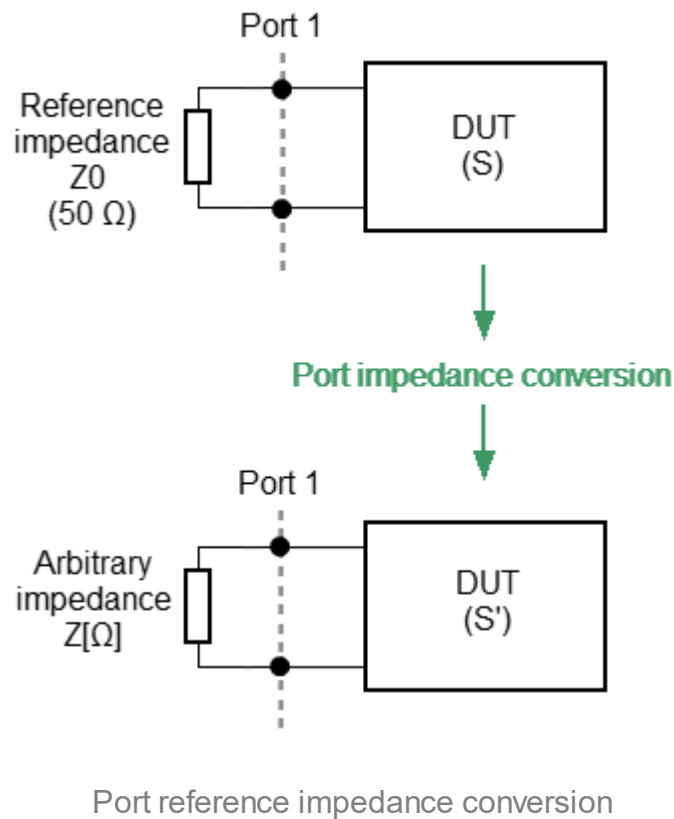 Port 1
Reference
impedance
Z0
(50 Ω)
DUT
(S)
Port impedance conversion
Port 1
Arbitrary
impedance
Z[Ω]
DUT
(S')
Port reference impedance conversion